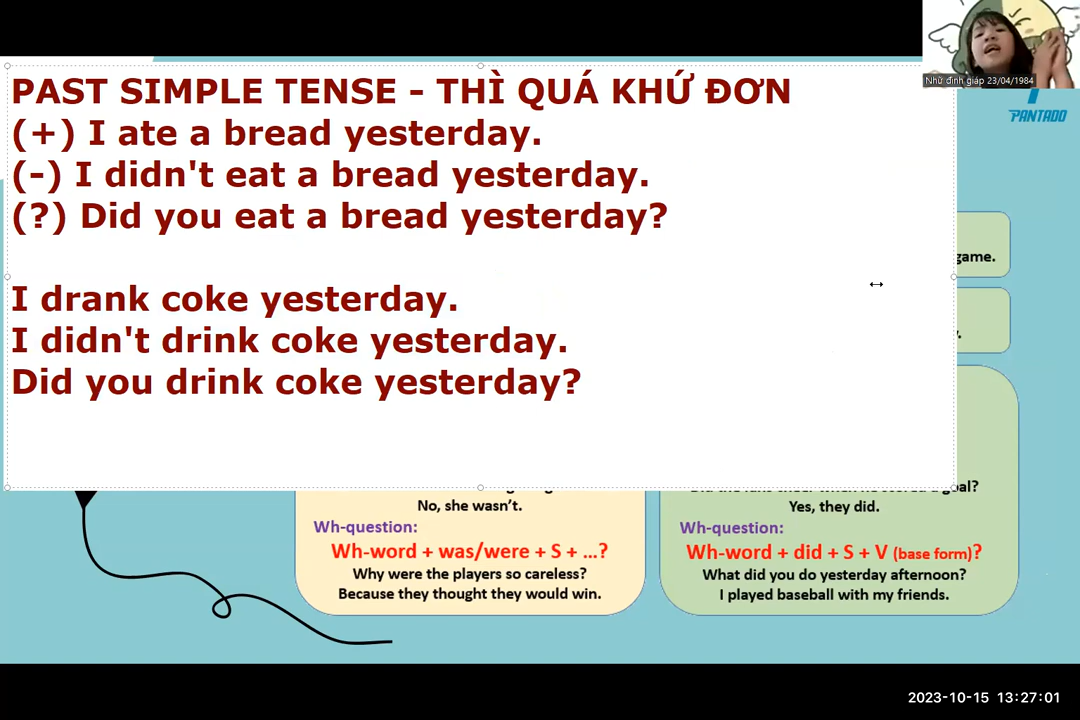 PAST SIMPLE TENSE - THÌ QUÁ KHỨ ĐƠN
(+) I ate a bread yesterday.
(-) I didn't eat a bread yesterday.
(?) Did you eat a bread yesterday?
I drank coke yesterday.
I didn't drink coke yesterday.
Did you drink coke yesterday?
Nhữ đình giáp 23/04/1984
PANTADO
game.
No, she wasn't.
Wh-question:
Wh-word + was/were + S + ...?
Why were the players so careless?
Because they thought they would win.
Yes, they did.
Wh-question:
Wh-word + did + S + V (base form)?
What did you do yesterday afternoon?
I played baseball with my friends.
2023-10-15 13:27:01